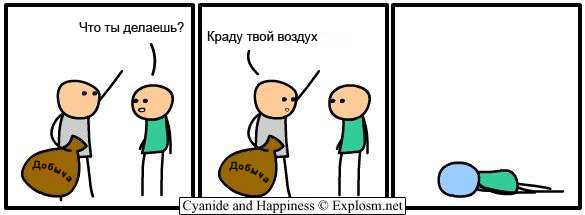 Что ты делаешь?
Краду твой воздух
Добыча
Добыча
Cyanide and Happiness © Explosm.net